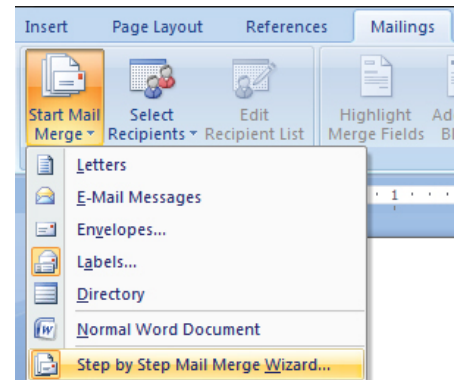 Insert Page Layout References Mailings
Start Mail Merge Select Recipients Edit Recipient List Highlight Merge Fields
Letters
1
E-Mail Messages
Envelopes...
Labels...
Directory
Normal Word Document
Step by Step Mail Merge Wizard...